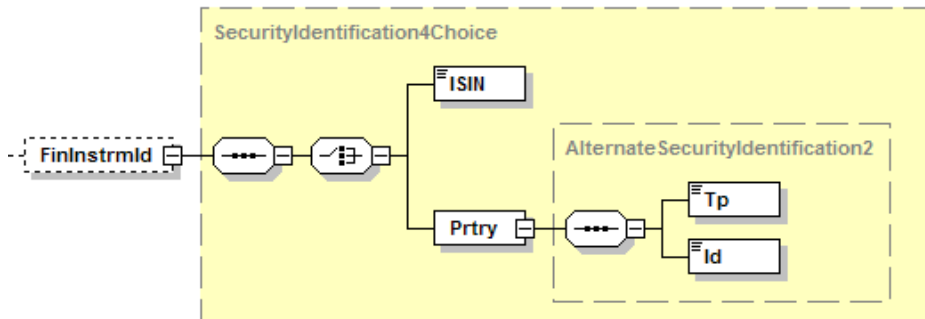 SecurityIdentification4Choice
ISIN
FinInstrmId
AlternateSecurityIdentification2
Tp
Prtry
Id